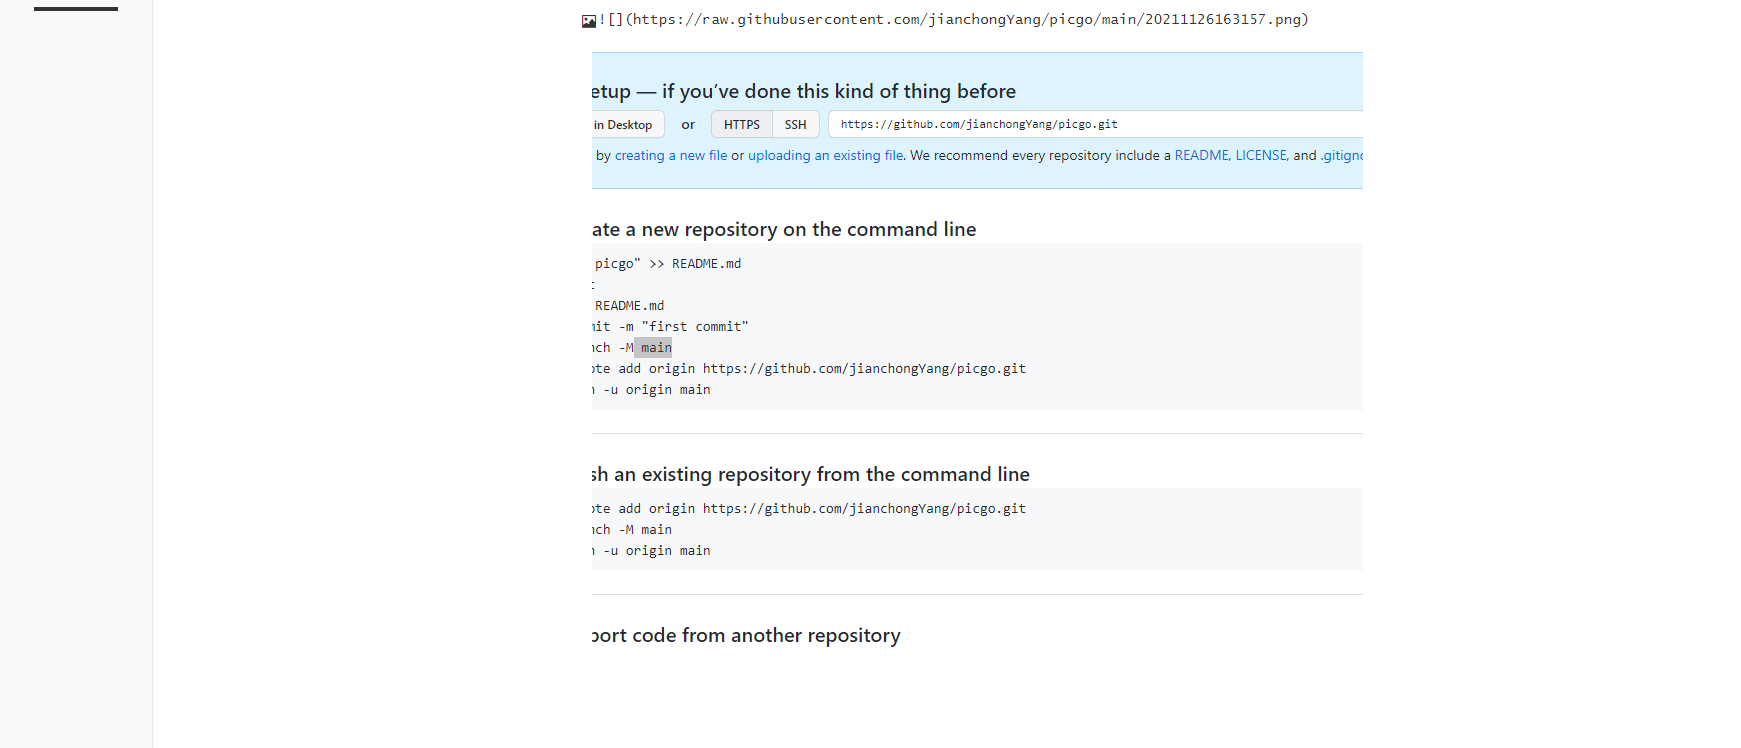 ![](https://raw.githubusercontent.com/jianchongYang/picgo/main/20211126163157.png)
etup — if you’ve done this kind of thing before
in Desktop or HTTPS SSH https://github.com/jianchongYang/picgo.git
by creating a new file or uploading an existing file. We recommend every repository include a README, LICENSE, and .gitigno
ate a new repository on the command line
picgo" >> README.md
t
README.md
mit -m "first commit"
nch -M main
ote add origin https://github.com/jianchongYang/picgo.git
h -u origin main
sh an existing repository from the command line
ote add origin https://github.com/jianchongYang/picgo.git
nch -M main
h -u origin main
port code from another repository